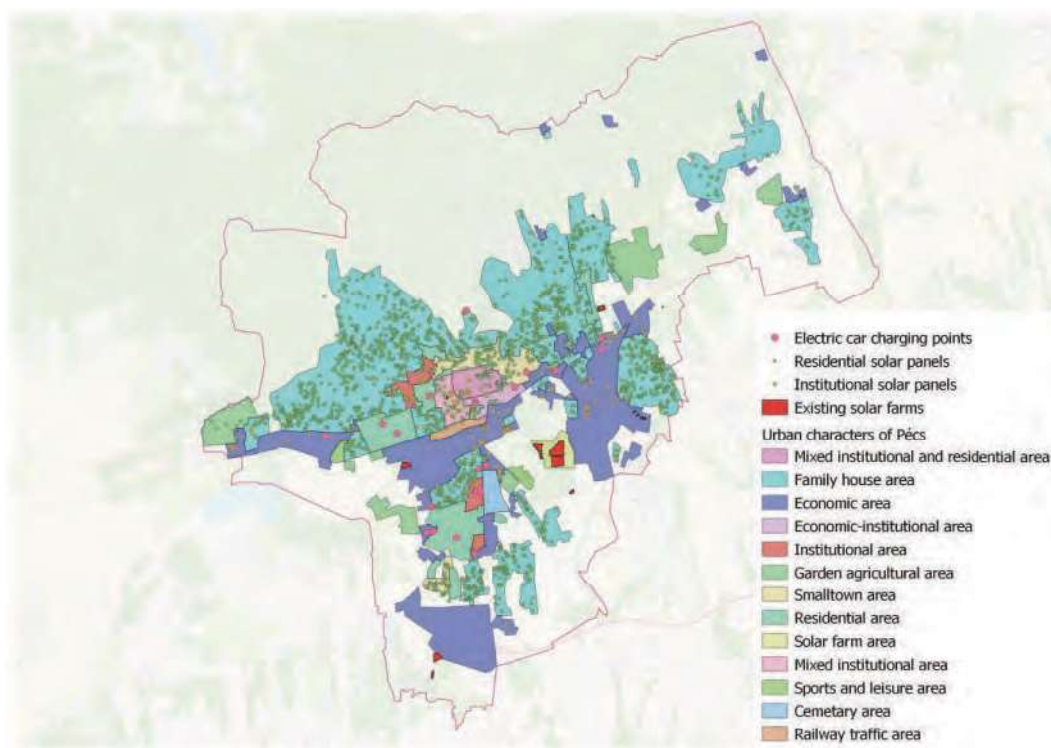 Electric car charging points
Residential solar panels
Institutional solar panels
Existing solar farms
Urban characters of Pécs
Mixed institutional and residential area
Family house area
Economic area
Economic-institutional area
Institutional area
Garden agricultural area
Smalltown area
Residential area
Solar farm area
Mixed institutional area
Sports and leisure area
Cemetary area
Railway traffic area